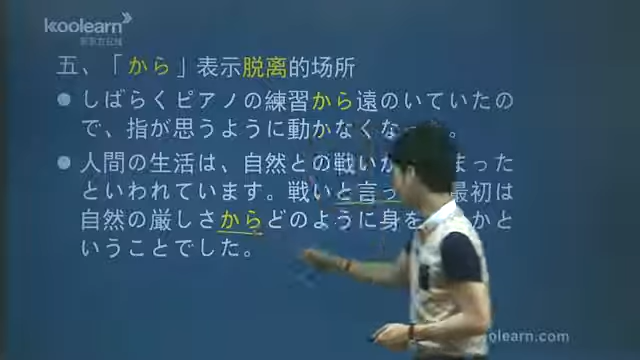 koolearn
新东方在线
五、「から」表示脱离的场所
しばらくピアノの練習から遠のいていたの
で、指が思うように動かなくな
人間の生活は、自然との戦いか まった
といわれています。戦いと言っ 最初は
自然の厳しさからどのように身を かと
いうことでした。
olearn.com